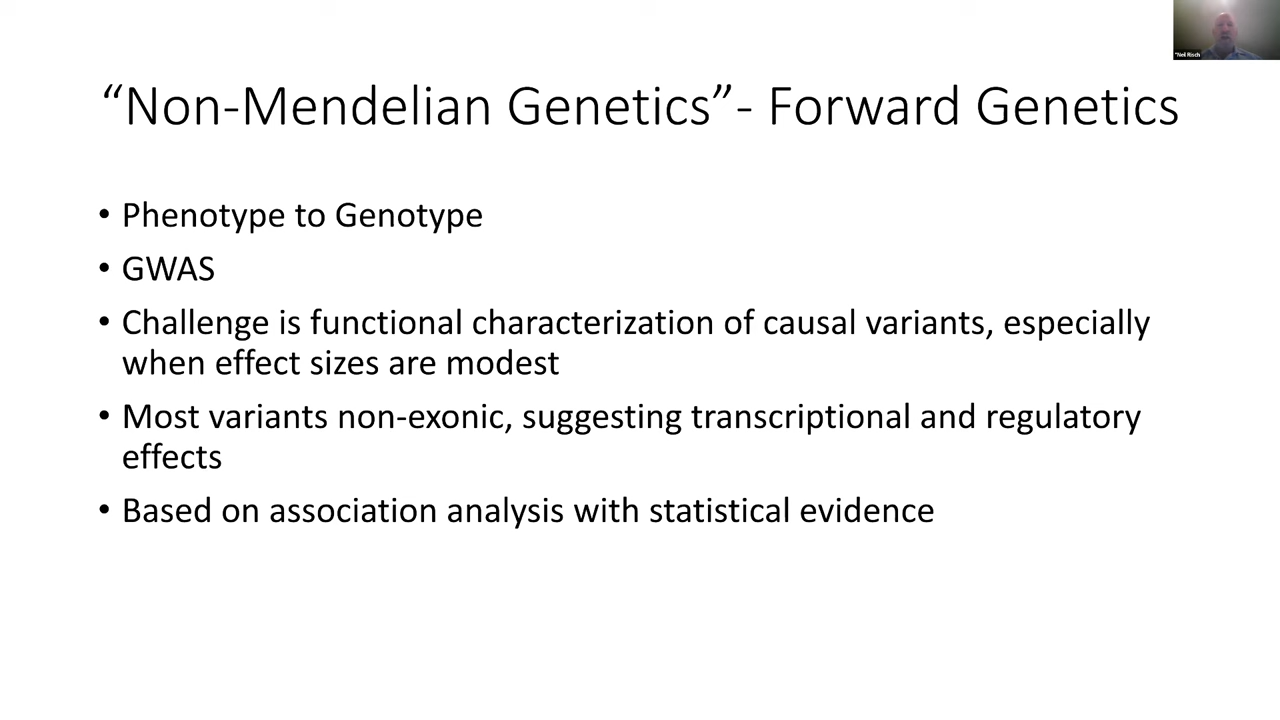 "Neil Risch
“Non-Mendelian Genetics”- Forward Genetics
• Phenotype to Genotype
• GWAS
• Challenge is functional characterization of causal variants, especially
when effect sizes are modest
• Most variants non-exonic, suggesting transcriptional and regulatory
effects
• Based on association analysis with statistical evidence